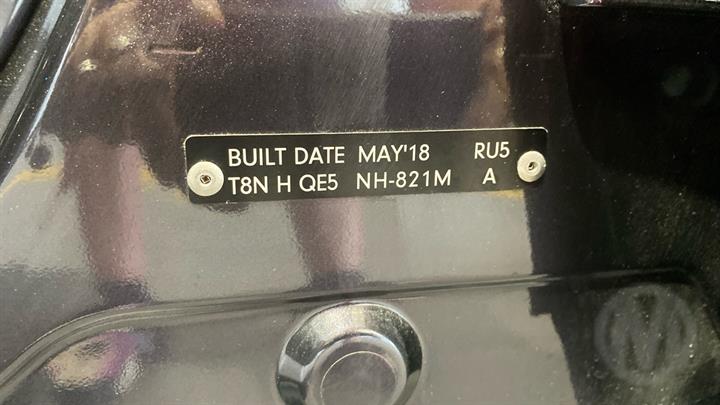 BUILT DATE MAY'18 RU5
T8N H QE5 NH-821M A
M